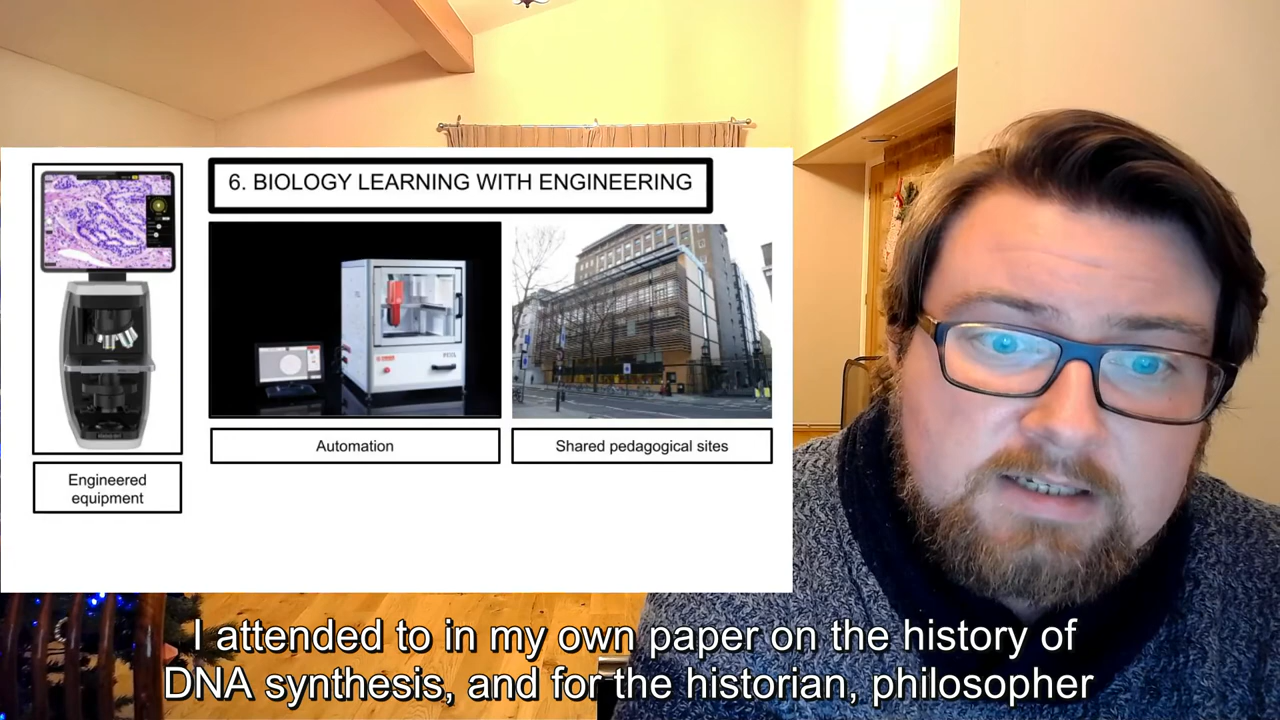 6. BIOLOGY LEARNING WITH ENGINEERING
Automation
Shared pedagogical sites
Engineered
equipment
I attended to in my own paper on the history of
DNA synthesis, and for the historian, philosopher